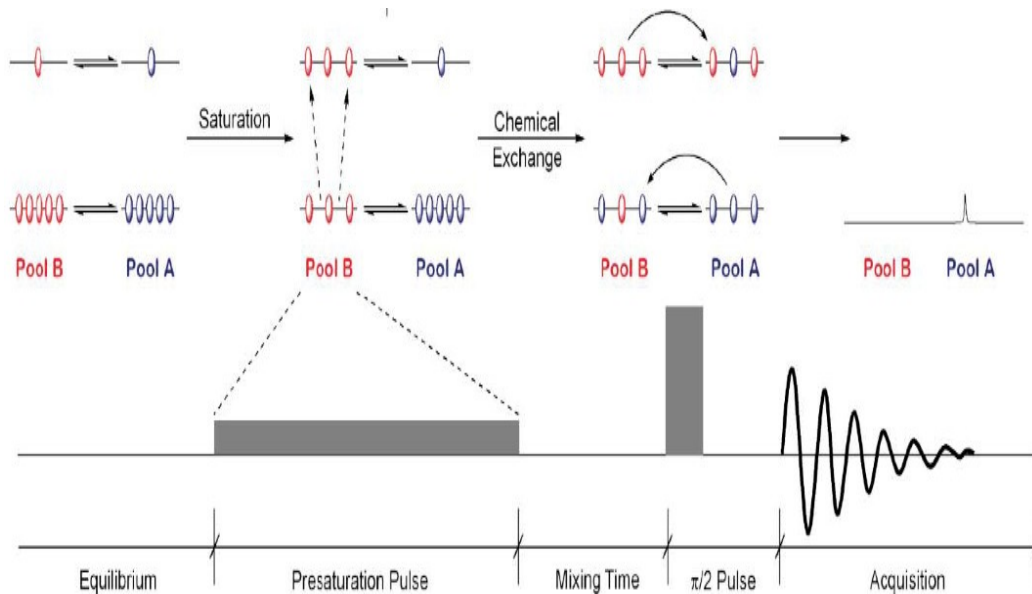 Saturation
Chemical
Exchange
Pool B Pool A Pool B Pool A Pool B Pool A Pool B Pool A
Equilibrium Presaturation Pulse Mixing Time π/2 Pulse Acquisition